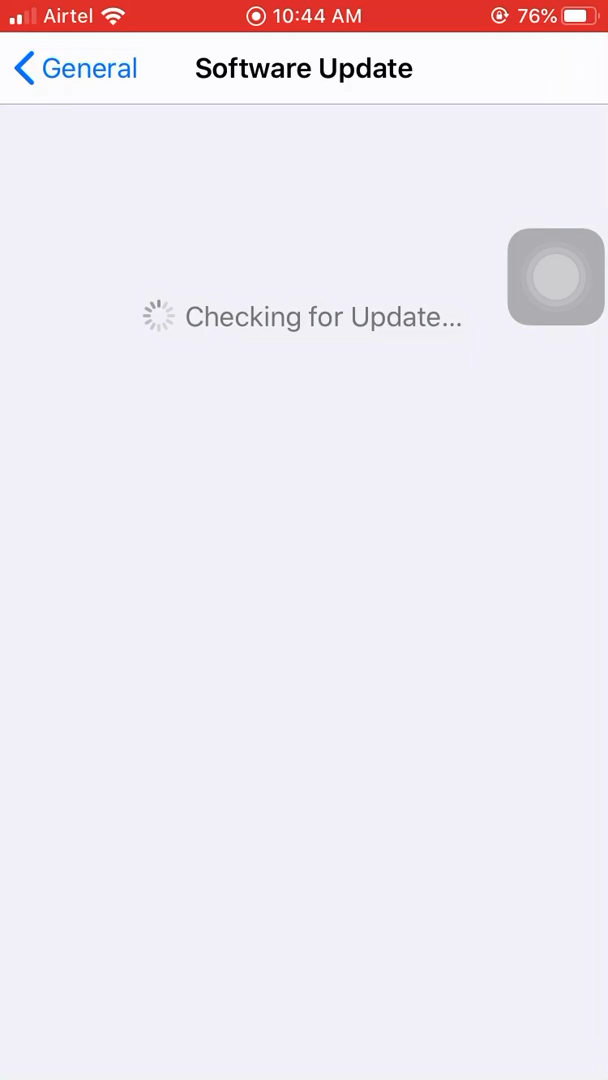 Airtel 10:44 AM 76%
General Software Update
Checking for Update...